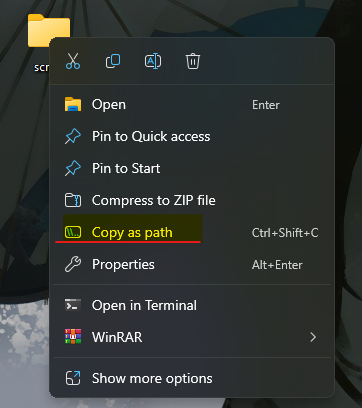 Open Enter
Pin to Quick access
Pin to Start
Compress to ZIP file
Copy as path Ctrl+Shift+C
Properties Alt+Enter
Open in Terminal
WinRAR
Show more options